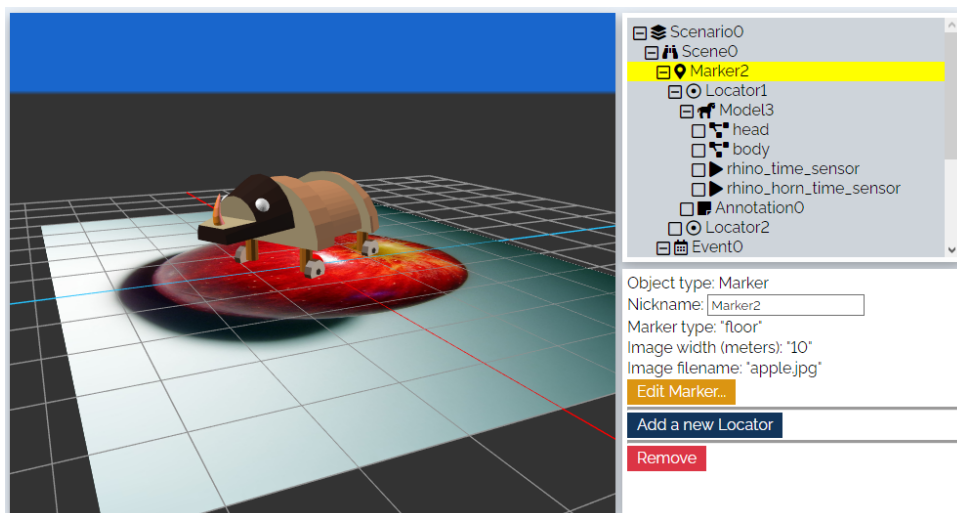 Scenario0
Scene0
Marker2
Locator1
Model3
head
body
rhino_time_sensor
rhino_horn_time_sensor
Annotation0
Locator2
Event0
Object type: Marker
Nickname: Marker2
Marker type: "floor"
Image width (meters): "10"
Image filename: "apple.jpg"
Edit Marker...
Add a new Locator
Remove